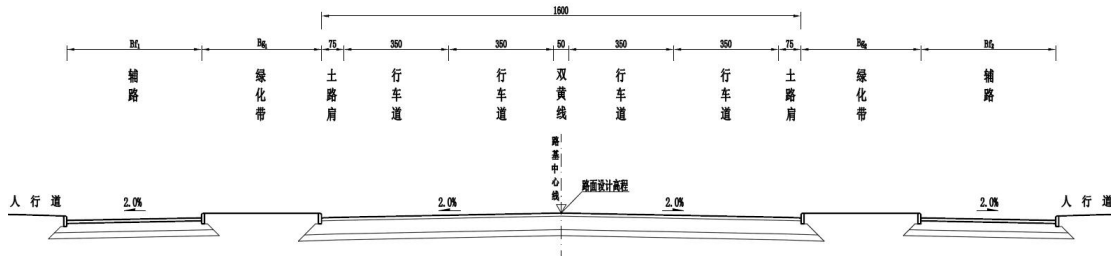 1600
Bf₁ Bg₁ 75 350 350 50 350 350 75 Bg₂ Bf₂
辅路 绿化带 土路肩 行车道 行车道 双黄线 行车道 行车道 土路肩 绿化带 辅路
路基中心线
路面设计高程
人行道 2.0% 2.0% 2.0% 2.0% 人行道